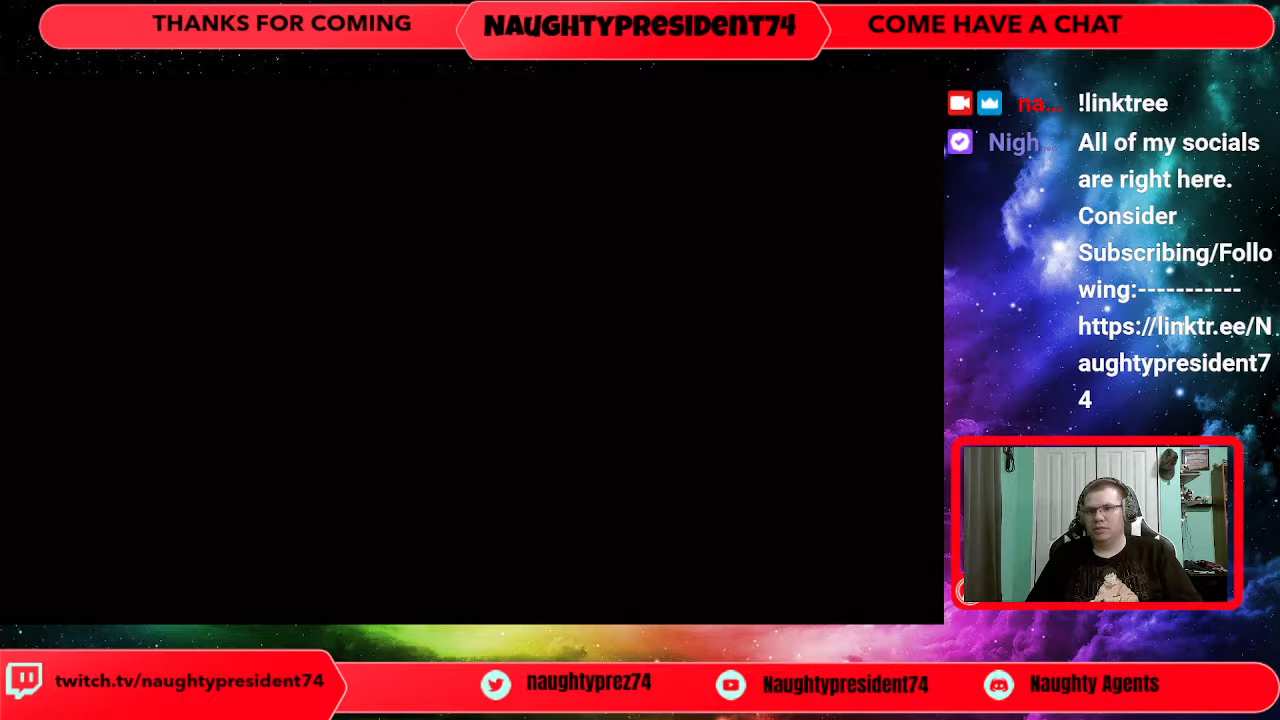 THANKS FOR COMING
NAUGHTYPRESIDENT74
COME HAVE A CHAT
na... !linktree
Nigh... All of my socials
are right here.
Consider
Subscribing/Follo
wing:-----------
https://linktr.ee/N
aughtypresident7
4
twitch.tv/naughtypresident74
naughtyprez74
Naughtypresident74
Naughty Agents